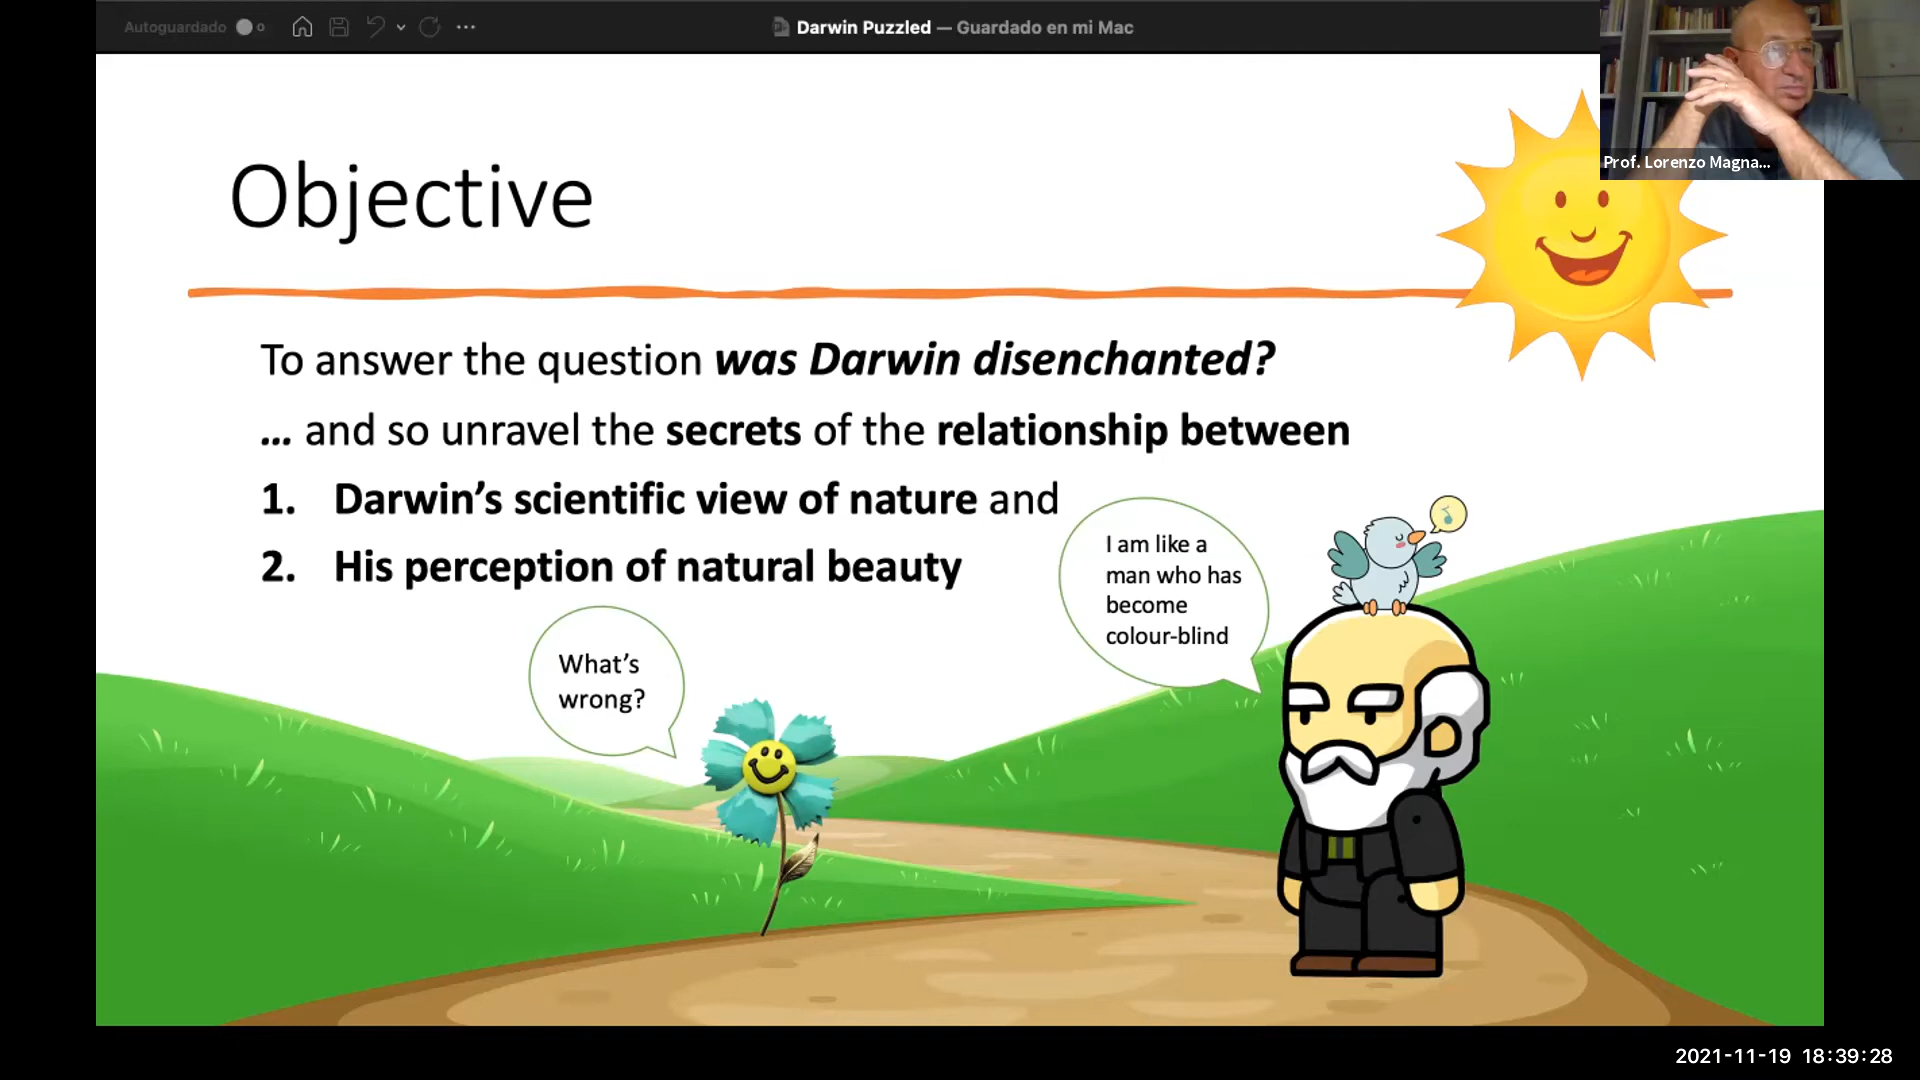 Autoguardado
Darwin Puzzled — Guardado en mi Mac
Prof. Lorenzo Magna...
Objective
To answer the question was Darwin disenchanted?
... and so unravel the secrets of the relationship between
1. Darwin's scientific view of nature and
2. His perception of natural beauty
I am like a
man who has
become
colour-blind
What's
wrong?
2021-11-19 18:39:28